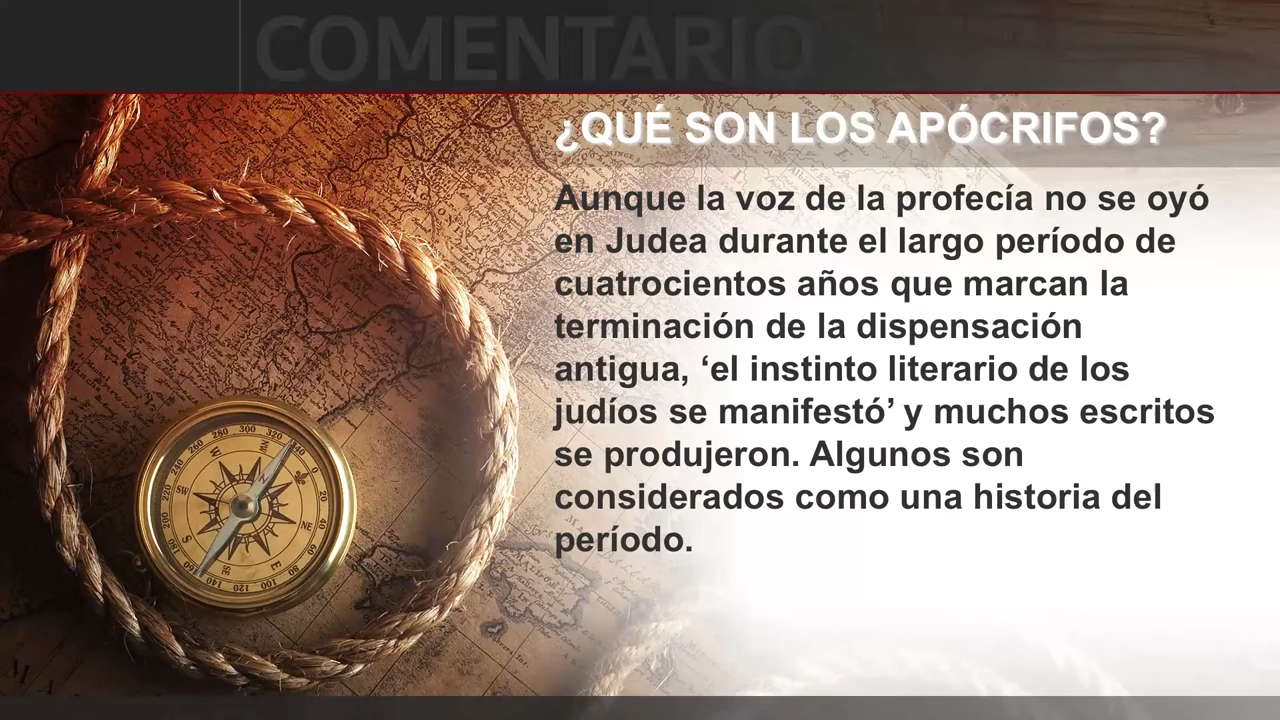 COMENTARIO
¿QUÉ SON LOS APÓCRIFOS?
Aunque la voz de la profecía no se oyó
en Judea durante el largo período de
cuatrocientos años que marcan la
terminación de la dispensación
antigua, ‘el instinto literario de los
judíos se manifestó’ y muchos escritos
se produjeron. Algunos son
considerados como una historia del
período.